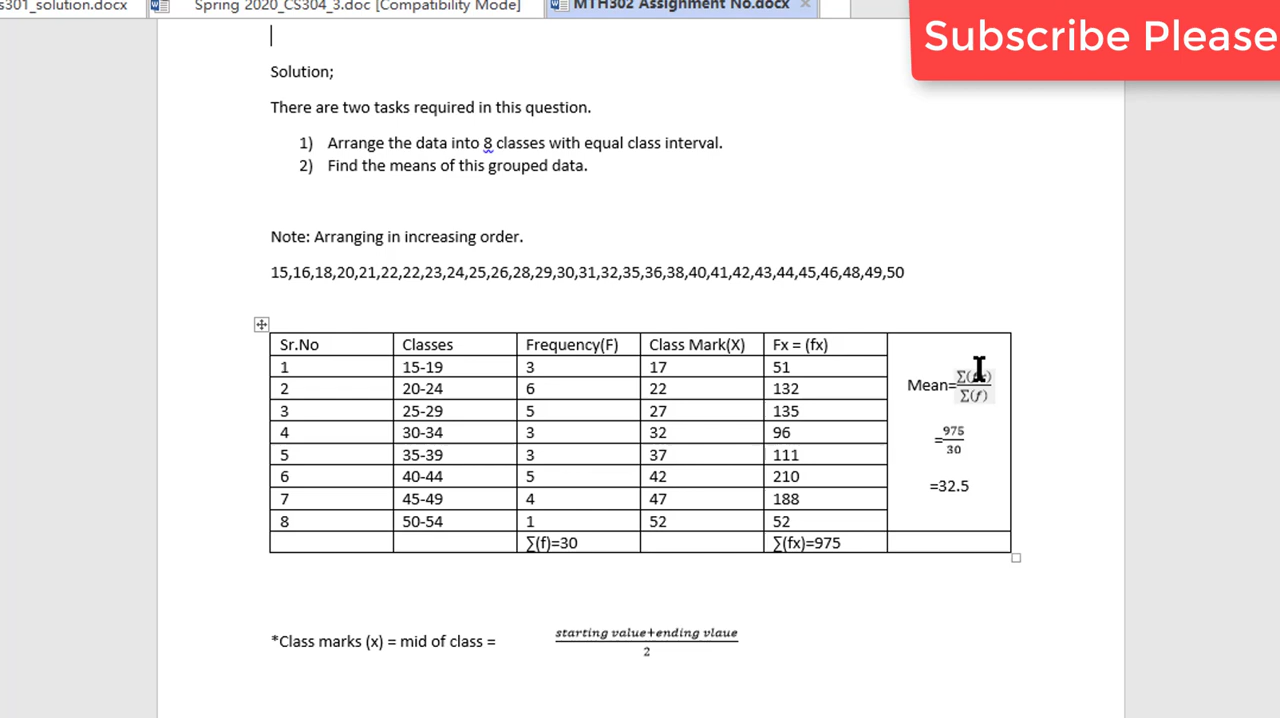 s301_solution.docx
Spring 2020_CS304_3.doc [Compatibility Mode]
MTH302 Assignment No.docx
Subscribe Please
Solution;
There are two tasks required in this question.
1) Arrange the data into 8 classes with equal class interval.
2) Find the means of this grouped data.
Note: Arranging in increasing order.
15,16,18,20,21,22,22,23,24,25,26,28,29,30,31,32,35,36,38,40,41,42,43,44,45,46,48,49,50
Sr.No Classes Frequency(F) Class Mark(X) Fx = (fx)
1 15-19 3 17 51
2 20-24 6 22 132
3 25-29 5 27 135
4 30-34 3 32 96
5 35-39 3 37 111
6 40-44 5 42 210
7 45-49 4 47 188
8 50-54 1 52 52
∑(f)=30 ∑(fx)=975
Mean=
∑(f)
=975
30
=32.5
*Class marks (x) = mid of class =
starting value+ending vlaue
2